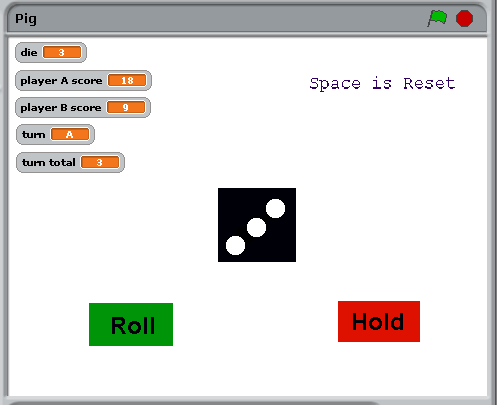 Pig
die 3
player A score 18
Space is Reset
player B score 9
turn A
turn total 3
Roll
Hold